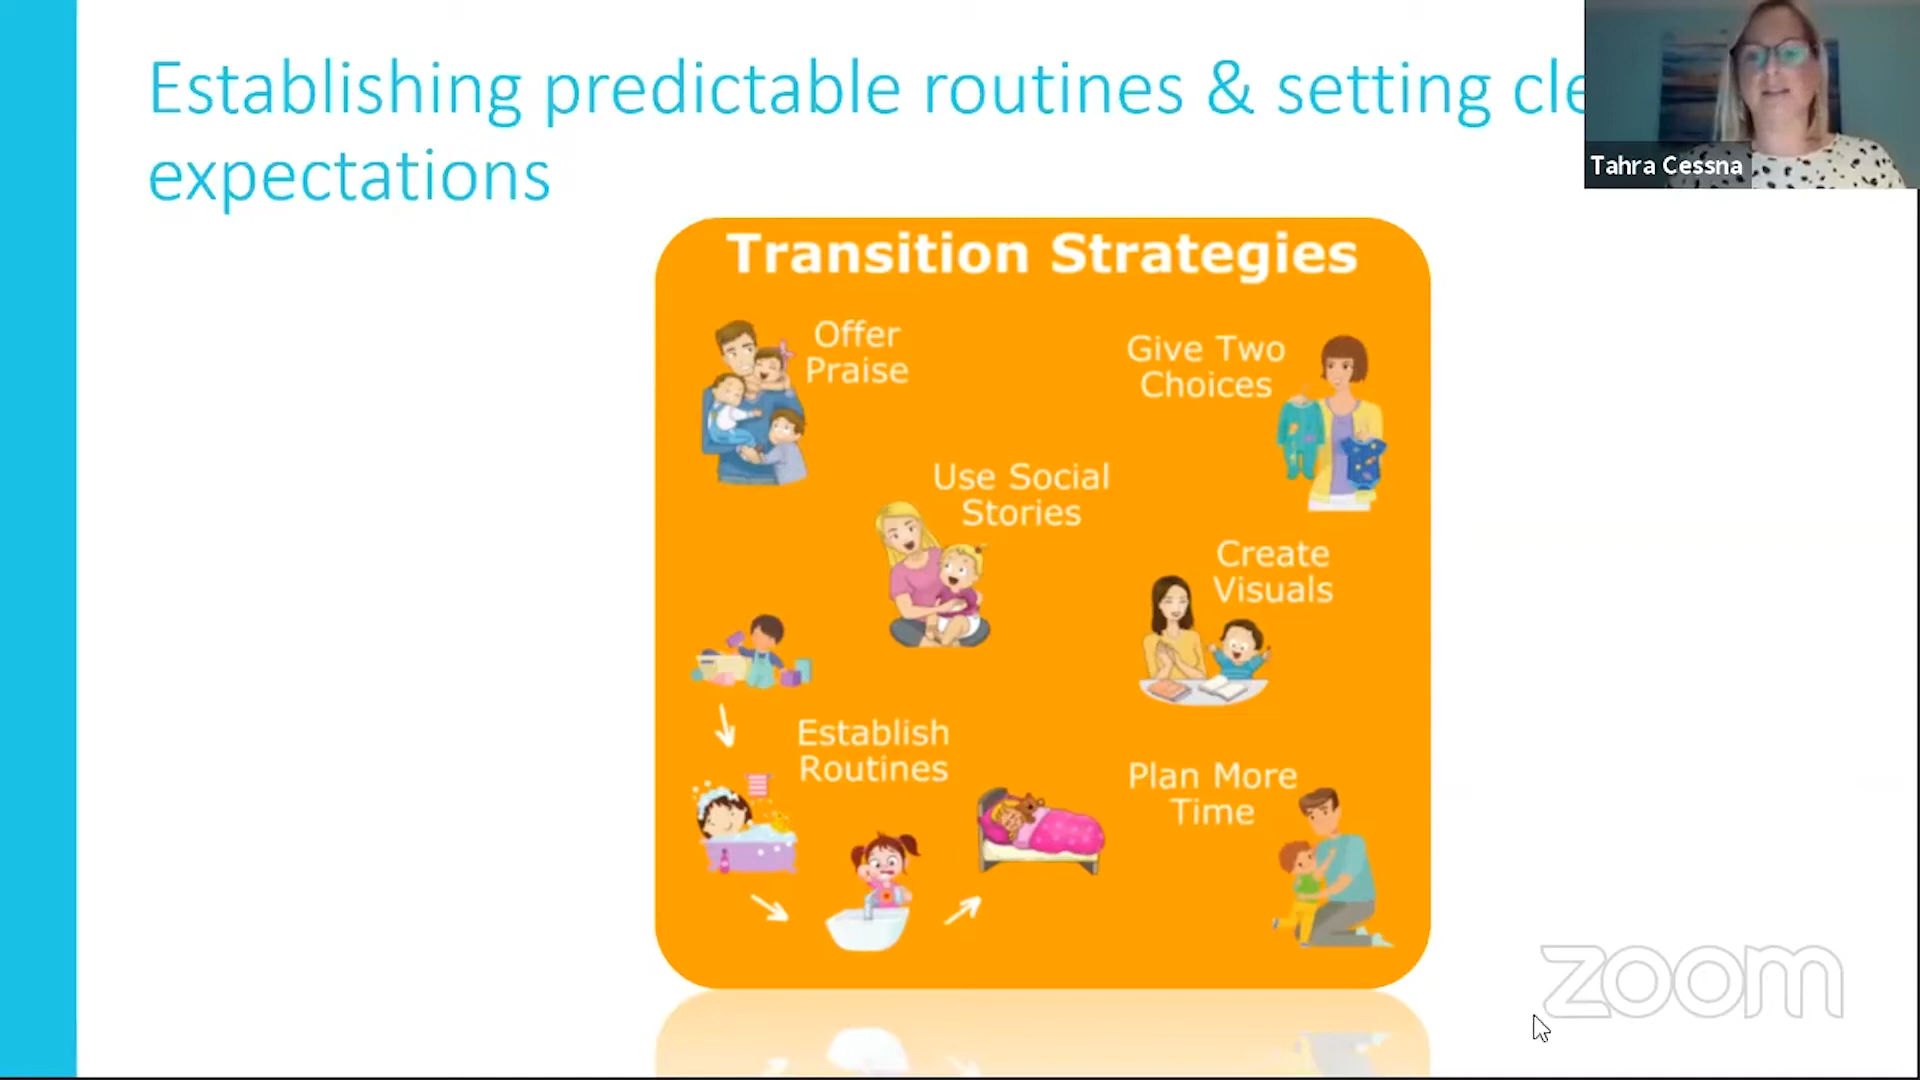 Establishing predictable routines & setting cle
expectations
Tahra Cessna
Transition Strategies
Offer
Praise
Give Two
Choices
Use Social
Stories
Create
Visuals
Establish
Routines
Plan More
Time
zoom